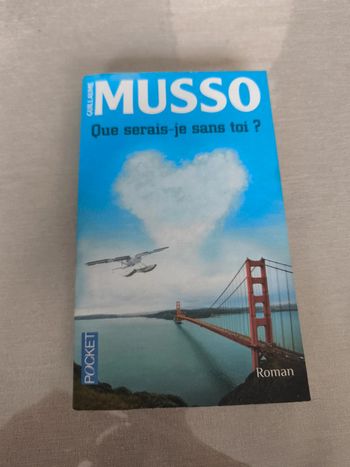 GUILLAUME
MUSSO
Que serais-je sans toi ?
POCKET
Roman